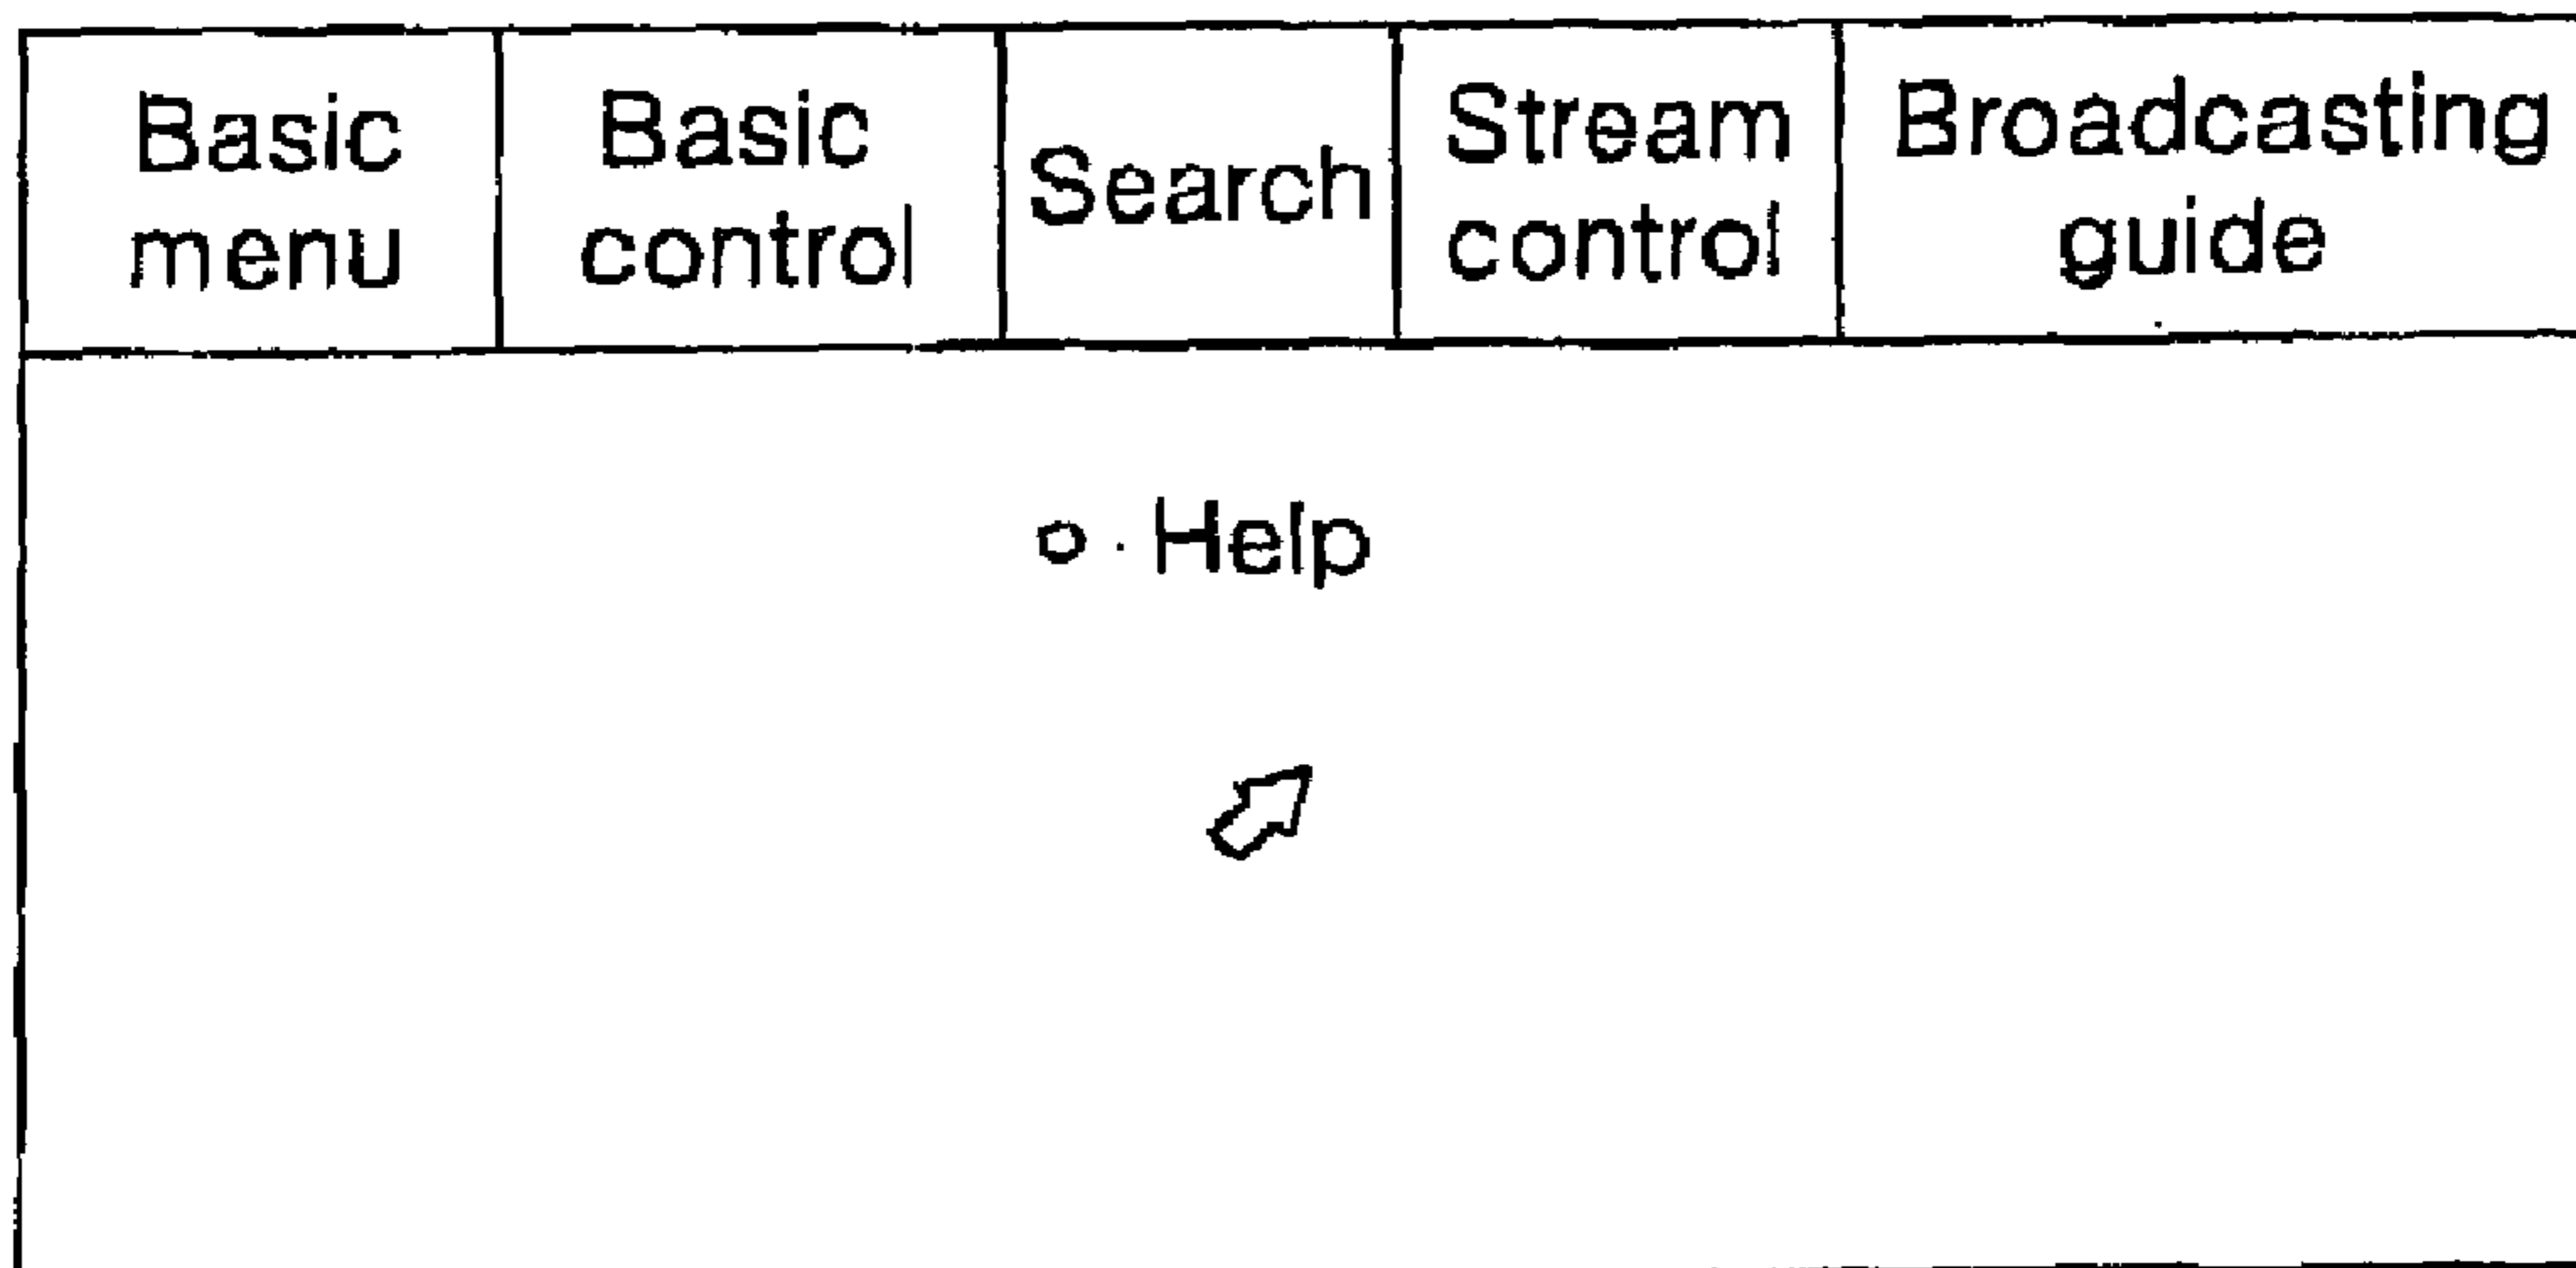 Basic
menu
Basic
control
Search
Stream
control
Broadcasting
guide
Help